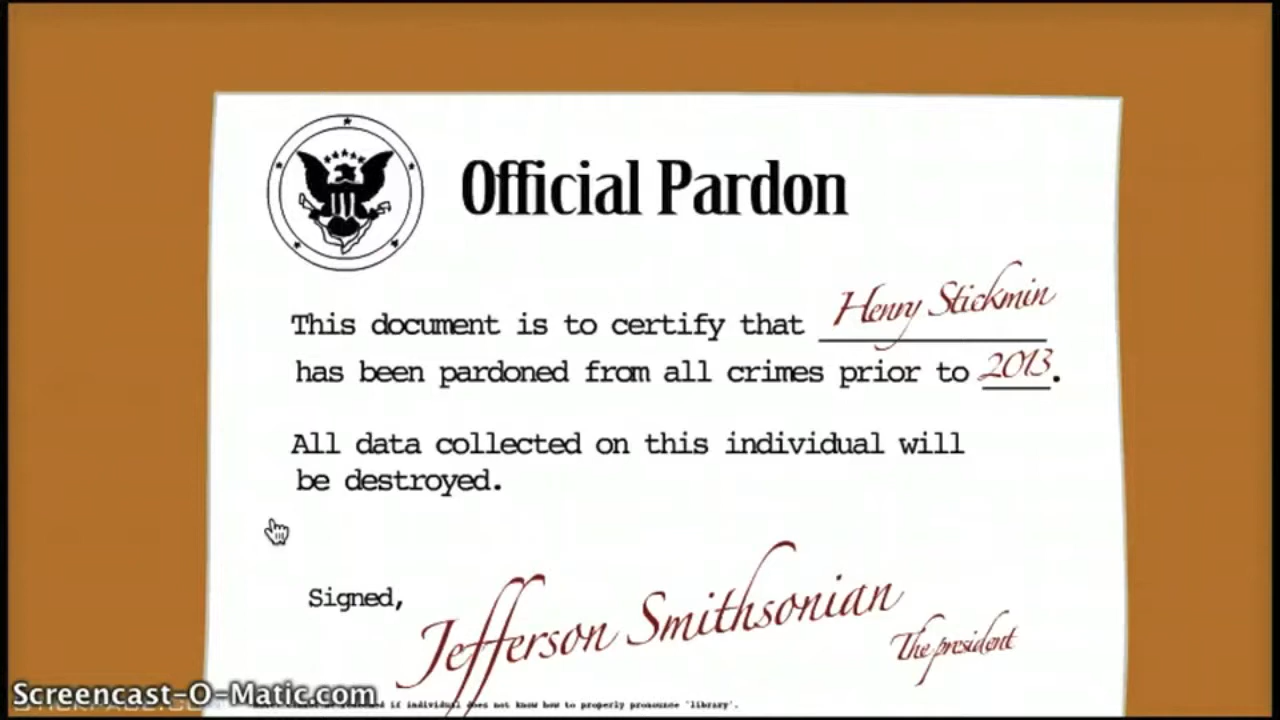 Official Pardon
This document is to certify that Henry Stickmin
has been pardoned from all crimes prior to 2013.
All data collected on this individual will
be destroyed.
Signed,
Jefferson Smithsonian
The president
Screencast-O-Matic.com
if individual does not know how to properly pronounce 'library'.